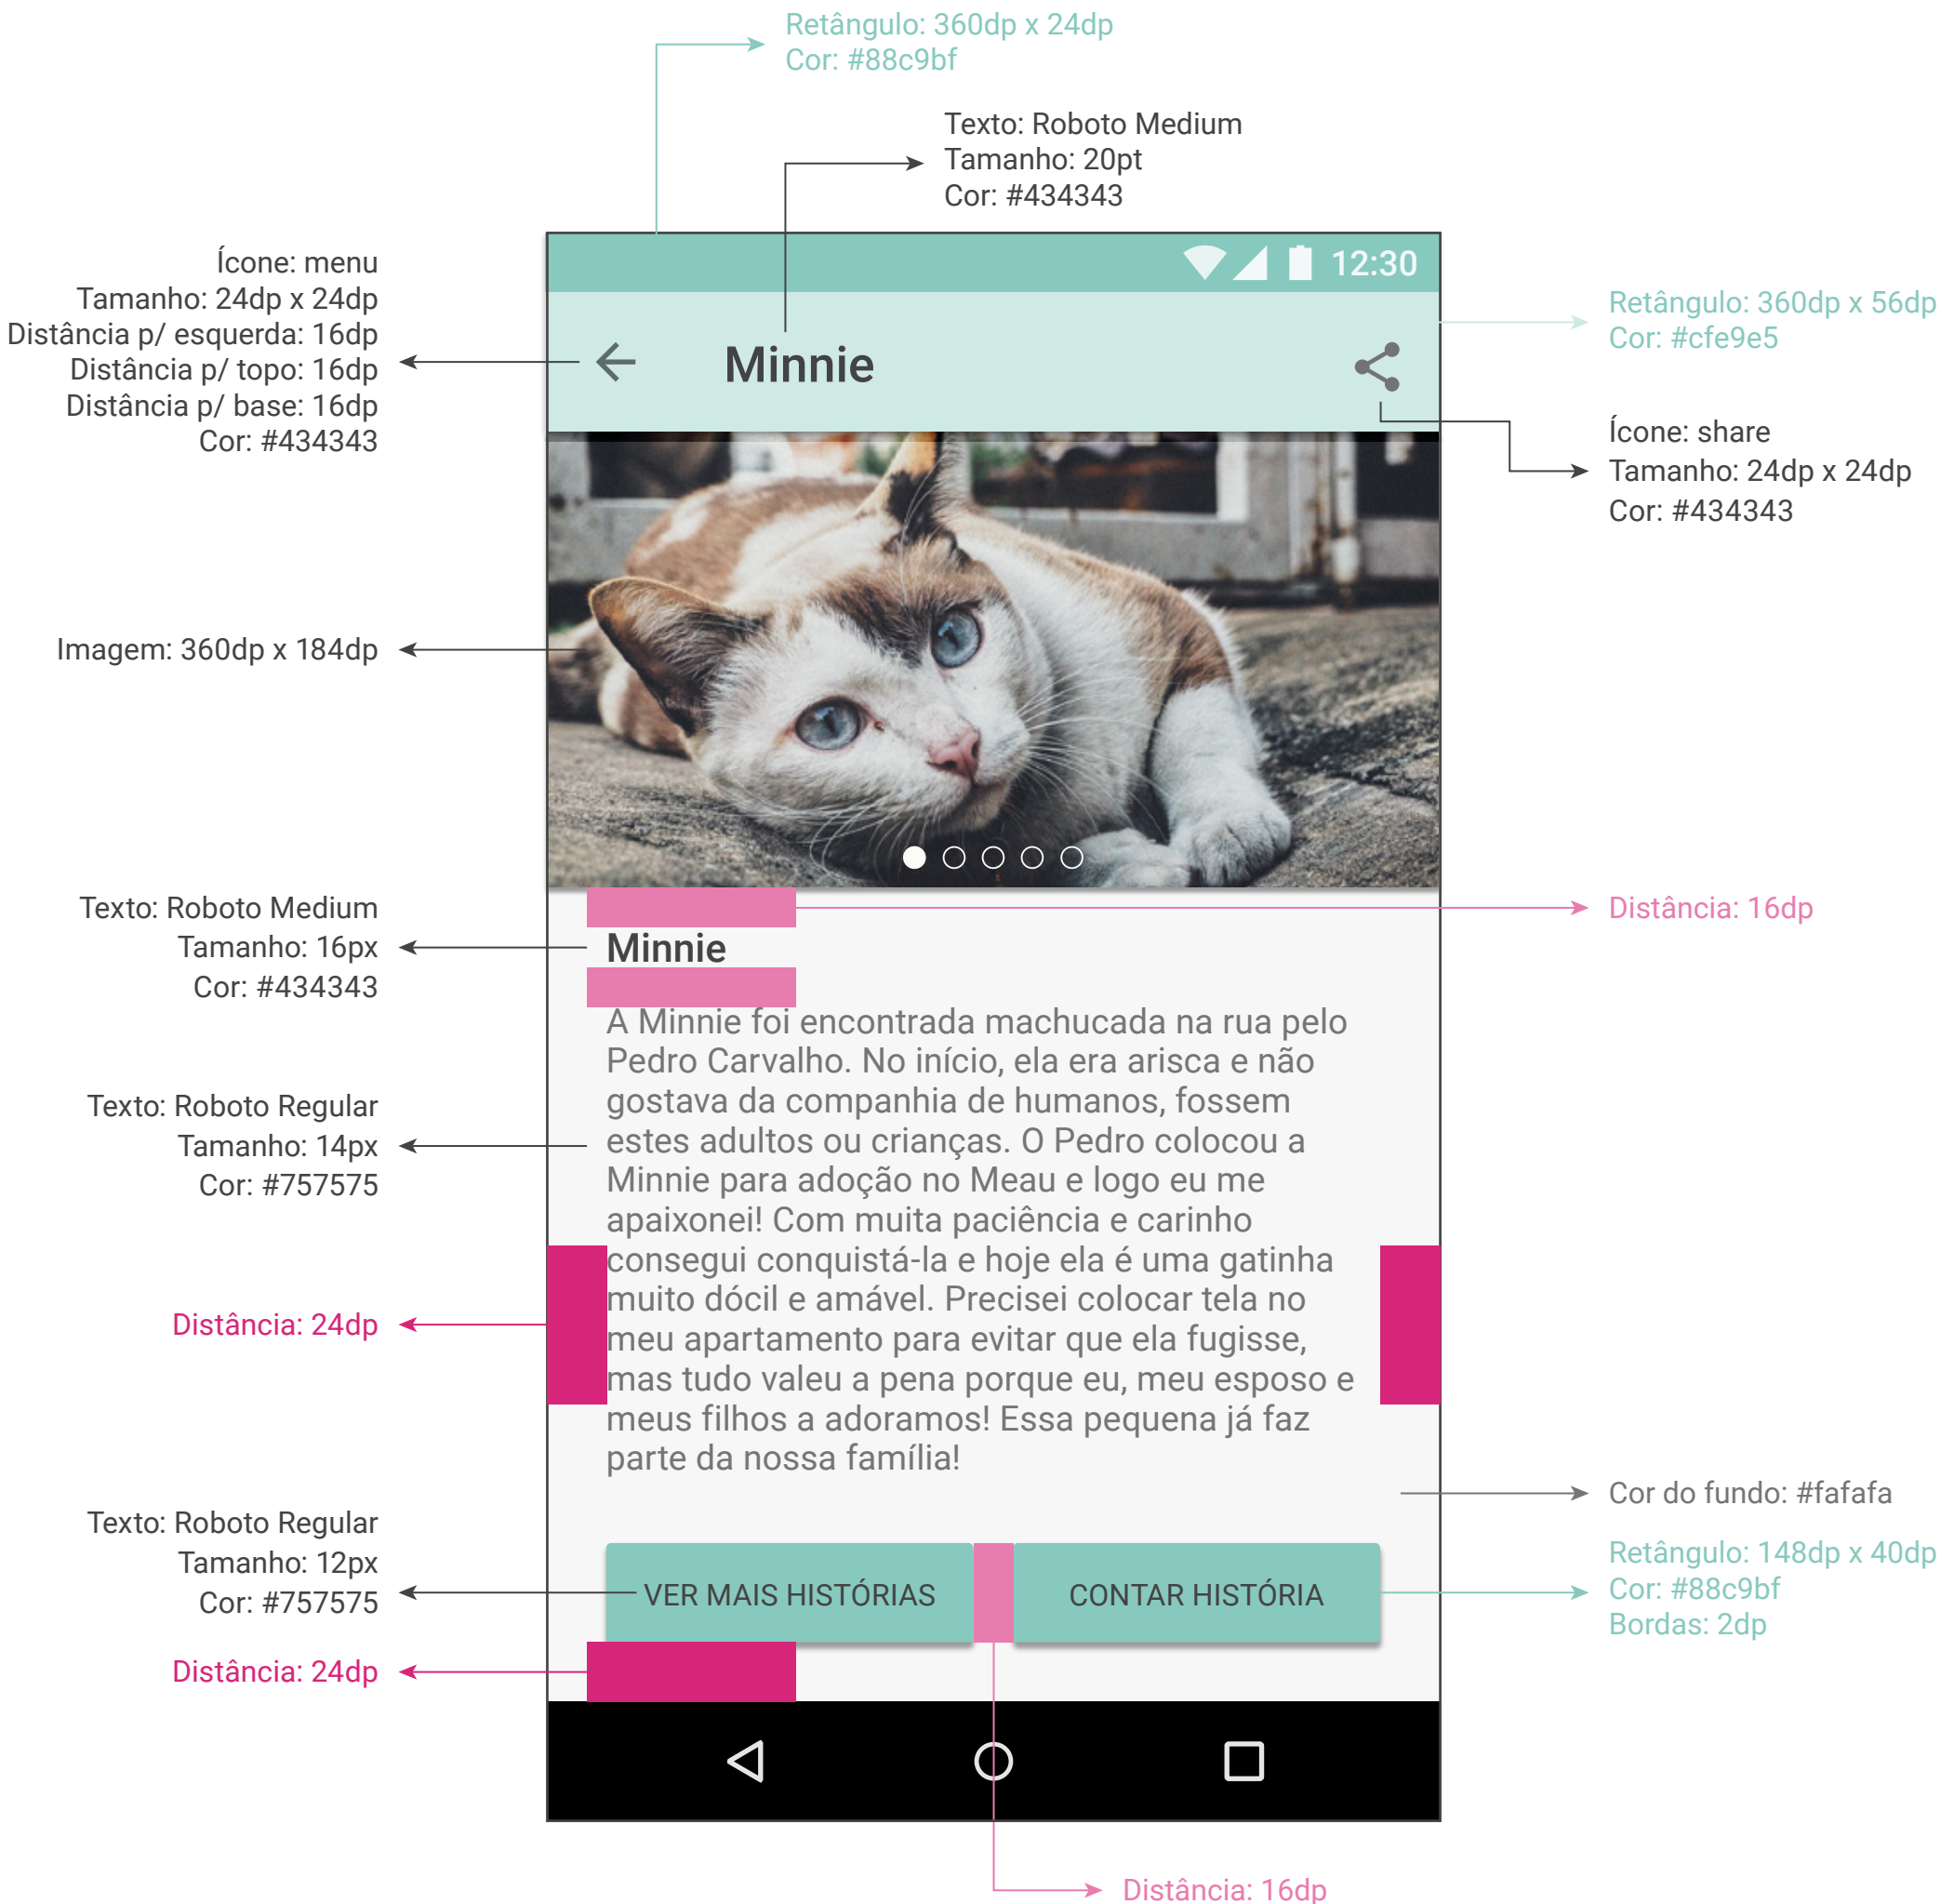 Retângulo: 360dp x 24dp
Cor: #88c9bf
Texto: Roboto Medium
Tamanho: 20pt
Cor: #434343
Ícone: menu
Tamanho: 24dp x 24dp
Distância p/ esquerda: 16dp
Distância p/ topo: 16dp
Distância p/ base: 16dp
Cor: #434343
12:30
Minnie
Retângulo: 360dp x 56dp
Cor: #cfe9e5
Ícone: share
Tamanho: 24dp x 24dp
Cor: #434343
Imagem: 360dp x 184dp
Texto: Roboto Medium
Tamanho: 16px
Cor: #434343
Distância: 16dp
Minnie
A Minnie foi encontrada machucada na rua pelo
Pedro Carvalho. No início, ela era arisca e não
gostava da companhia de humanos, fossem
estes adultos ou crianças. O Pedro colocou a
Minnie para adoção no Meau e logo eu me
apaixonei! Com muita paciência e carinho
consegui conquistá-la e hoje ela é uma gatinha
muito dócil e amável. Precisei colocar tela no
meu apartamento para evitar que ela fugisse,
mas tudo valeu a pena porque eu, meu esposo e
meus filhos a adoramos! Essa pequena já faz
parte da nossa família!
Texto: Roboto Regular
Tamanho: 14px
Cor: #757575
Distância: 24dp
Cor do fundo: #fafafa
Texto: Roboto Regular
Tamanho: 12px
Cor: #757575
VER MAIS HISTÓRIAS
CONTAR HISTÓRIA
Retângulo: 148dp x 40dp
Cor: #88c9bf
Bordas: 2dp
Distância: 24dp
Distância: 16dp